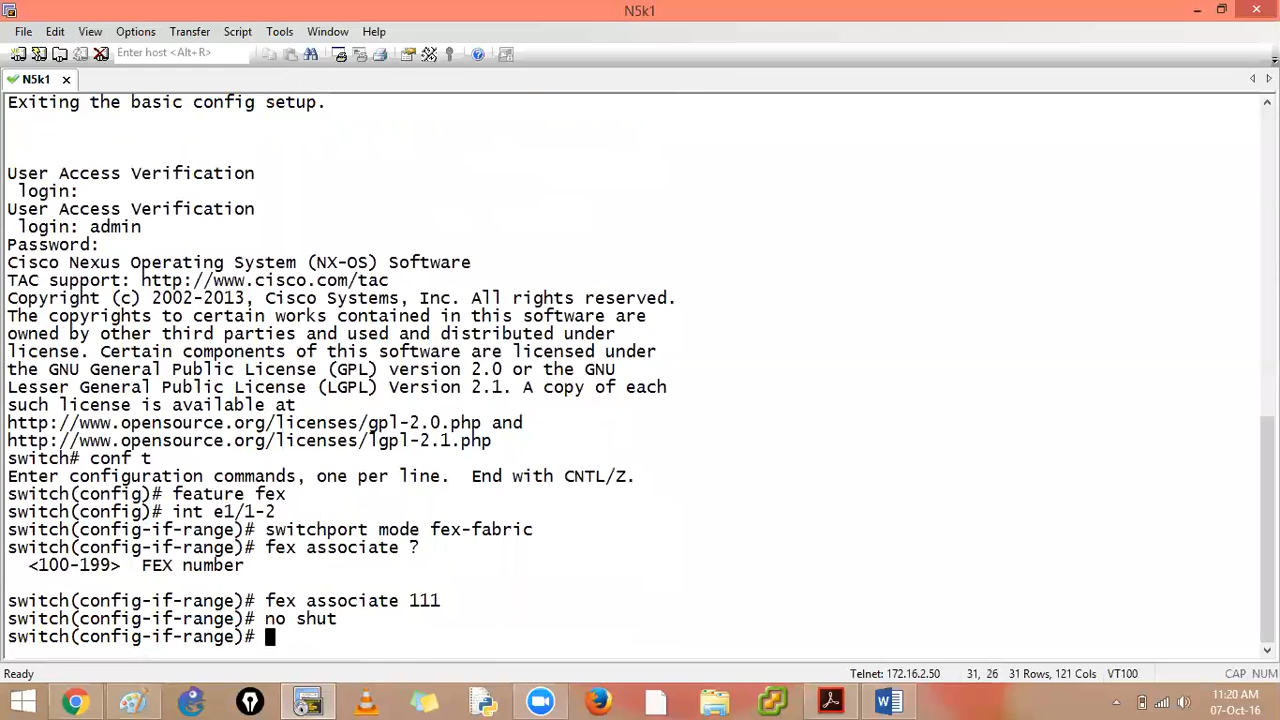 N5k1
File Edit View Options Transfer Script Tools Window Help
Enter host <Alt+R>
N5k1
Exiting the basic config setup.
User Access Verification
login:
User Access Verification
login: admin
Password:
Cisco Nexus Operating System (NX-OS) Software
TAC support: http://www.cisco.com/tac
Copyright (c) 2002-2013, Cisco Systems, Inc. All rights reserved.
The copyrights to certain works contained in this software are
owned by other third parties and used and distributed under
license. Certain components of this software are licensed under
the GNU General Public License (GPL) version 2.0 or the GNU
Lesser General Public License (LGPL) Version 2.1. A copy of each
such license is available at
http://www.opensource.org/licenses/gpl-2.0.php and
http://www.opensource.org/licenses/lgpl-2.1.php
switch# conf t
Enter configuration commands, one per line.  End with CNTL/Z.
switch(config)# feature fex
switch(config)# int e1/1-2
switch(config-if-range)# switchport mode fex-fabric
switch(config-if-range)# fex associate ?
<100-199>  FEX number
switch(config-if-range)# fex associate 111
switch(config-if-range)# no shut
switch(config-if-range)#
Ready Telnet: 172.16.2.50 31, 26 31 Rows, 121 Cols VT100 CAP NUM
11:20 AM
07-Oct-16